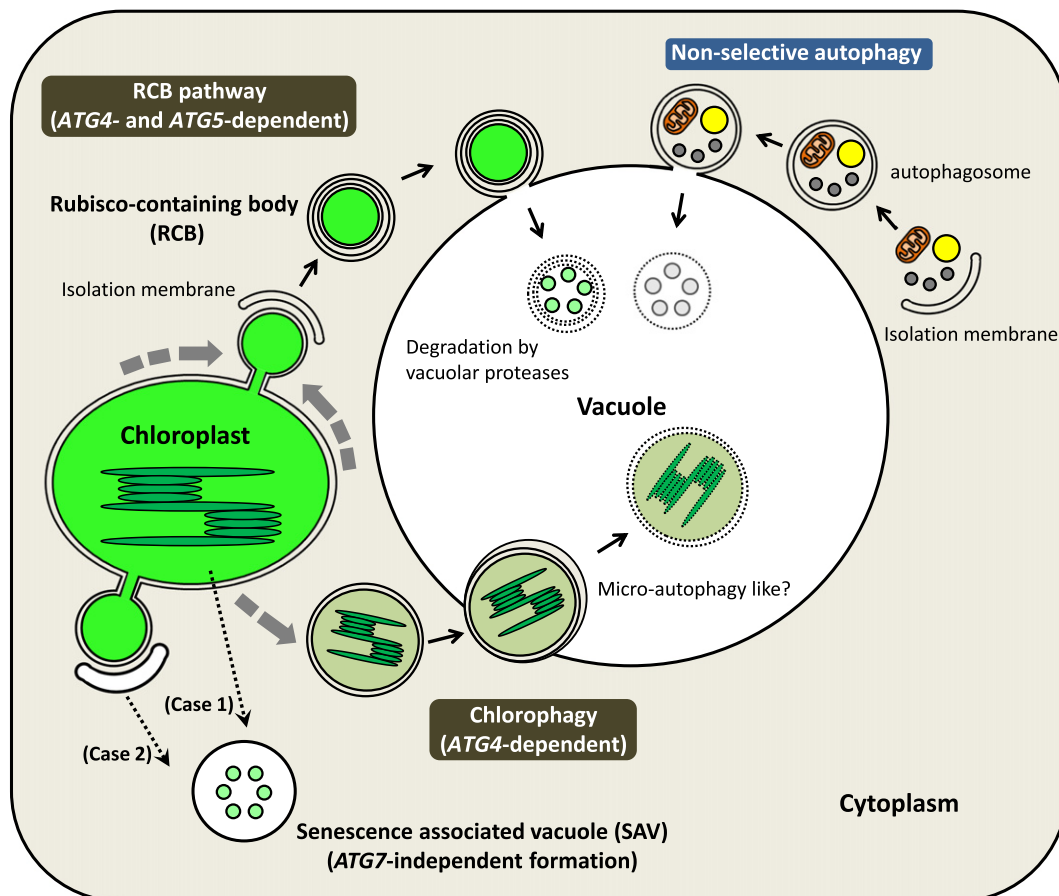 Non-selective autophagy
RCB pathway
(ATG4- and ATG5-dependent)
autophagosome
Rubisco-containing body
(RCB)
Isolation membrane
Isolation membrane
Degradation by
vacuolar proteases
Vacuole
Chloroplast
Micro-autophagy like?
(Case 1)
(Case 2)
Chlorophagy
(ATG4-dependent)
Cytoplasm
Senescence associated vacuole (SAV)
(ATG7-independent formation)